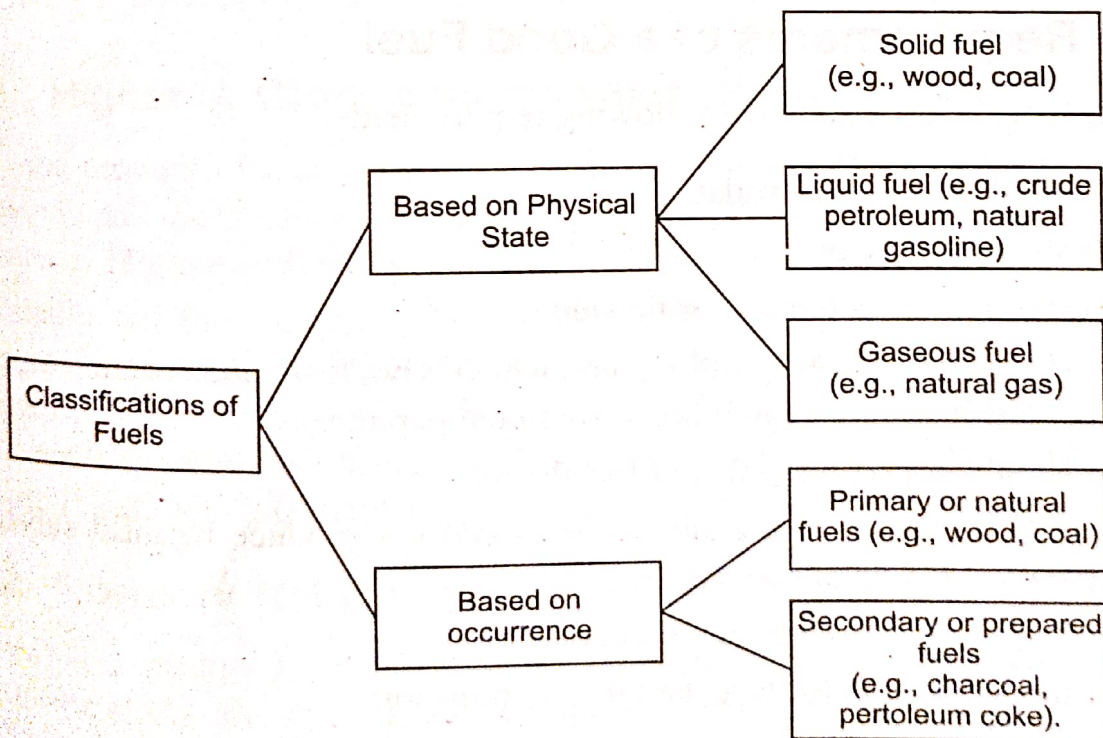 Classifications of
Fuels
Based on Physical
State
Solid fuel
(e.g., wood, coal)
Liquid fuel (e.g., crude
petroleum, natural
gasoline)
Gaseous fuel
(e.g., natural gas)
Based on
occurrence
Primary or natural
fuels (e.g., wood, coal)
Secondary or prepared
fuels
(e.g., charcoal,
pertoleum coke).